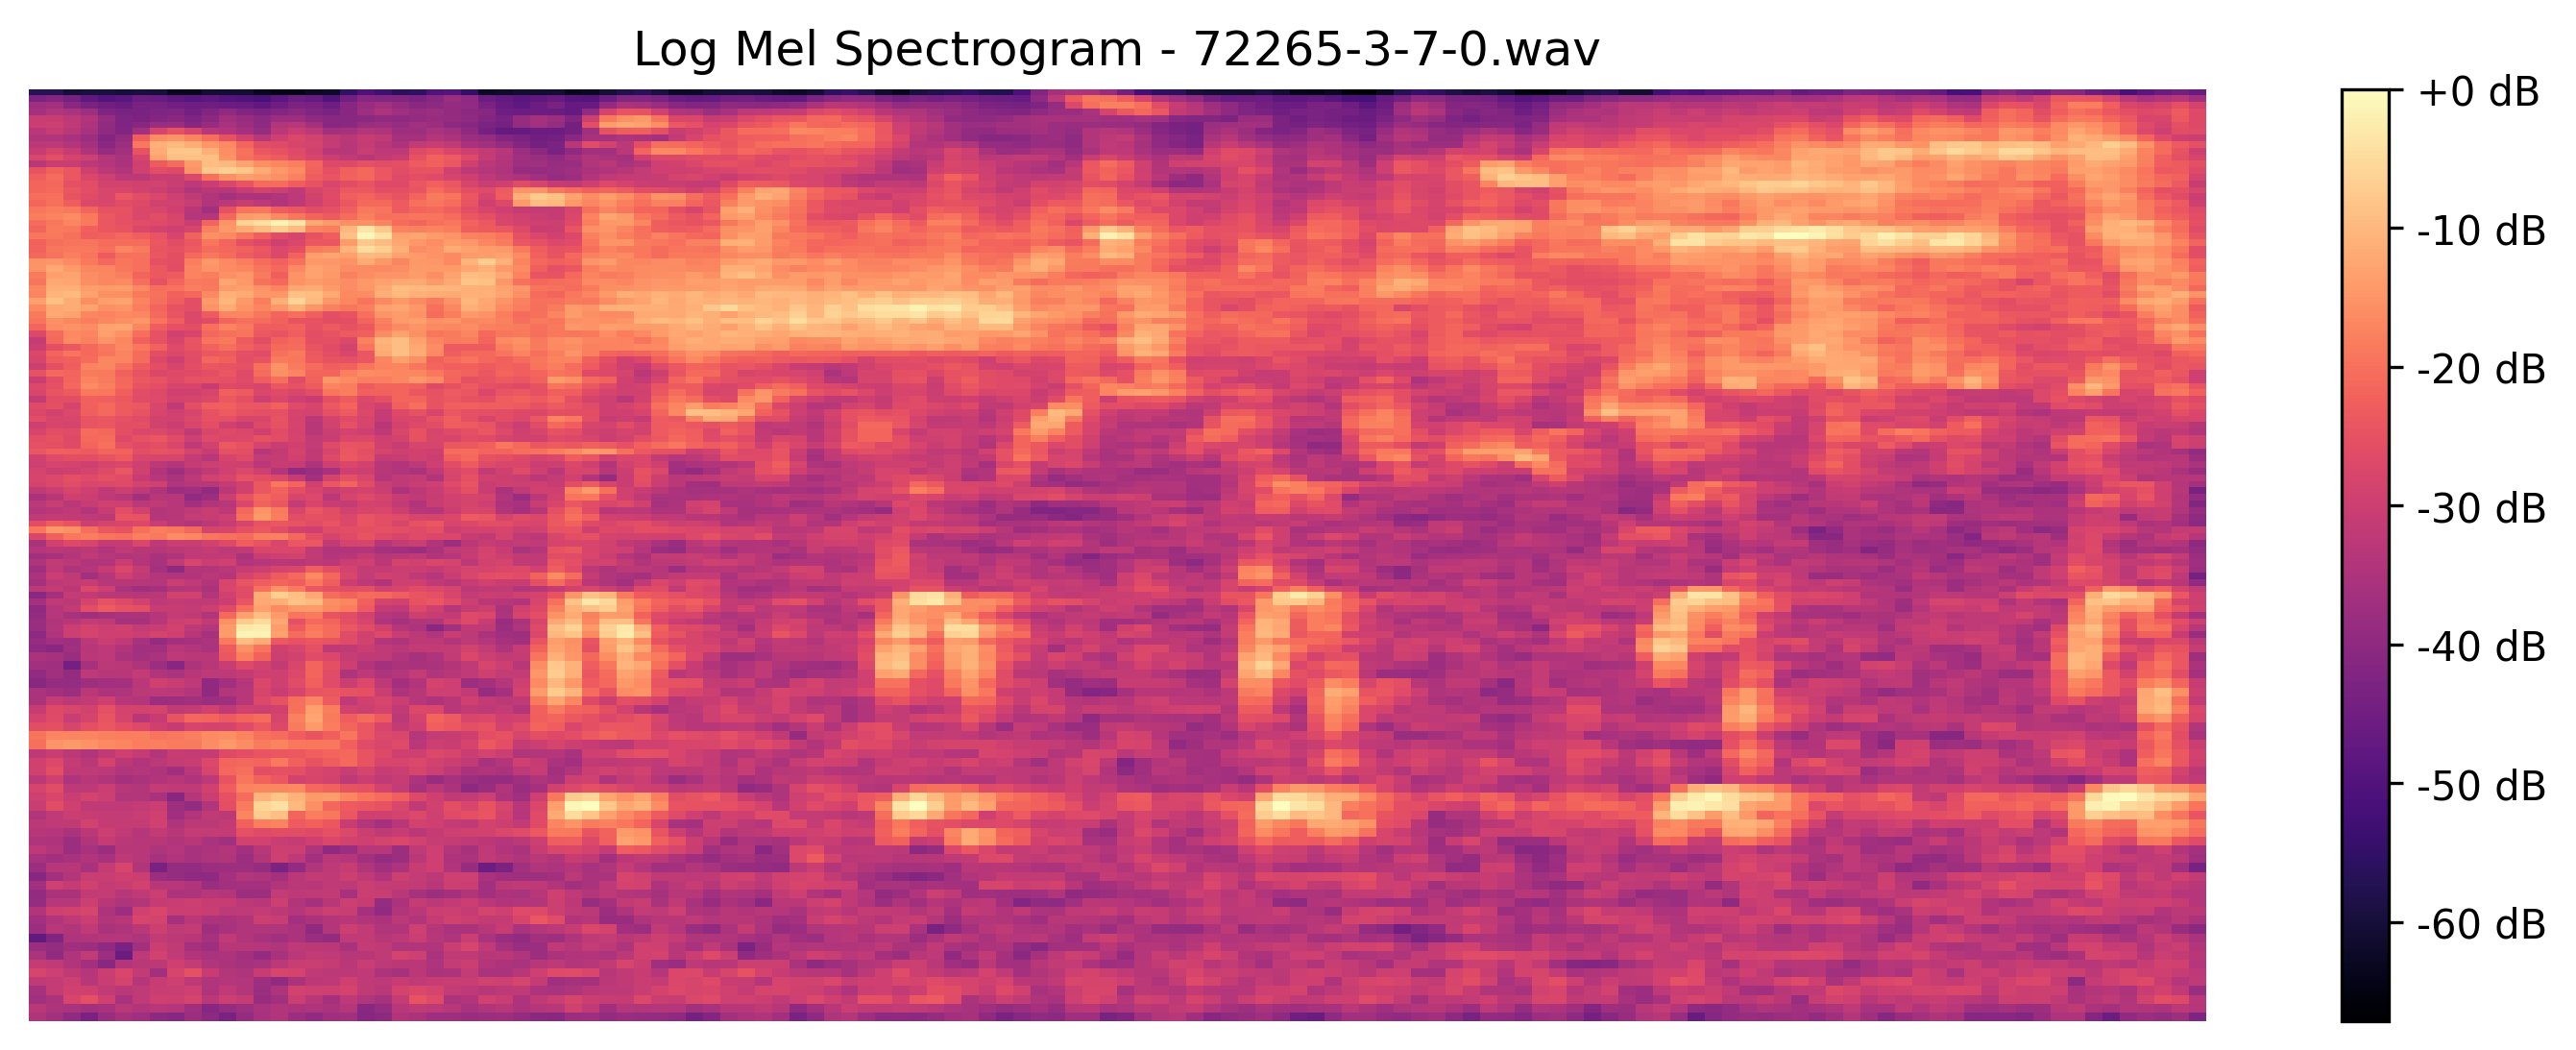 Log Mel Spectrogram - 72265-3-7-0.wav
+0 dB
-10 dB
-20 dB
-30 dB
-40 dB
-50 dB
-60 dB